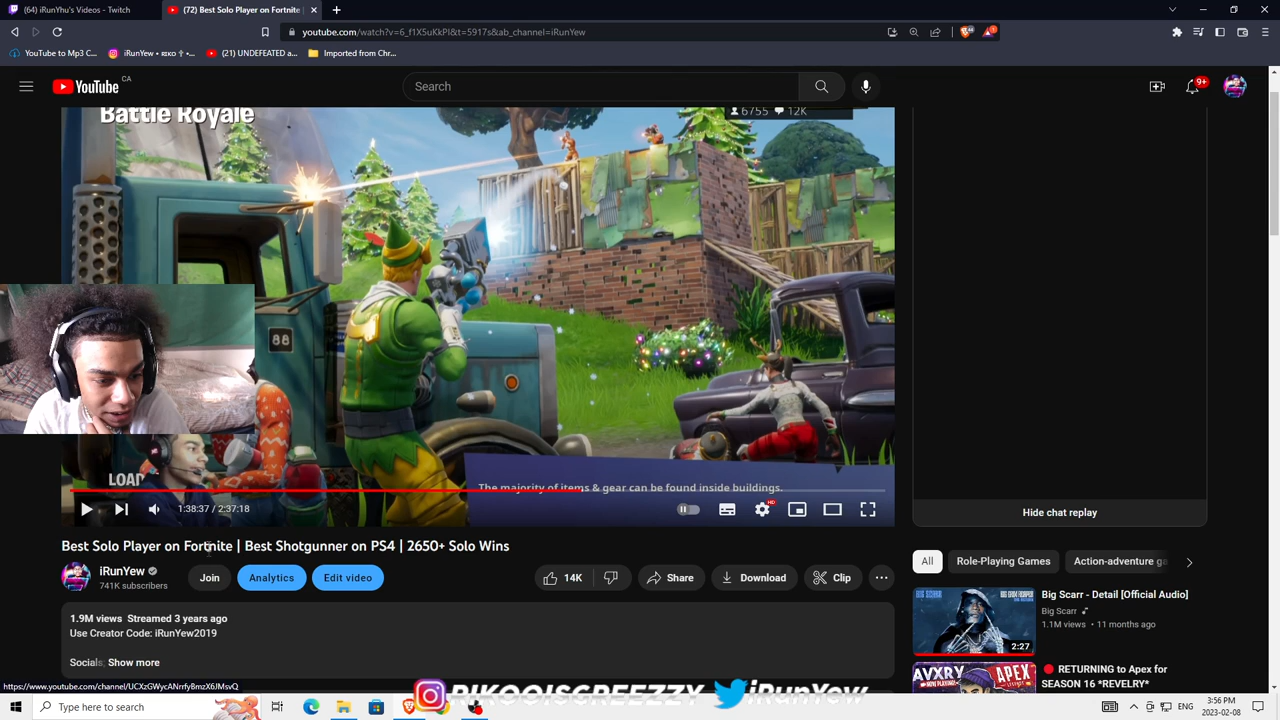 (64) iRunYhu's Videos - Twitch
(72) Best Solo Player on Fortnite |
youtube.com/watch?v=6_f1X5uKkPI&t=5917s&ab_channel=iRunYew
YouTube to Mp3 C...
iRunYew • ʀɪᴋᴏ ✝ •...
(21) UNDEFEATED a...
Imported from Chr...
YouTube CA
Search
9+
Battle Royale
6755 12K
88
LOAD
The majority of items & gear can be found inside buildings.
1:38:37 / 2:37:18
HD
Hide chat replay
Best Solo Player on Fortnite | Best Shotgunner on PS4 | 2650+ Solo Wins
iRunYew
741K subscribers
Join
Analytics
Edit video
14K
Share
Download
Clip
All
Role-Playing Games
Action-adventure ga
1.9M views Streamed 3 years ago
Use Creator Code: iRunYew2019
Socials, Show more
BIG SCARR
Big Scarr - Detail [Official Audio]
Big Scarr
1.1M views • 11 months ago
2:27
AVXRY APEX
RETURNING to Apex for
SEASON 16 *REVELRY*
https://www.youtube.com/channel/UCXzGWycANrrfyBmzX6JMsvQ
RIKOOISGREEZZY iRunYew
Type here to search
ENG
3:56 PM
2023-02-08